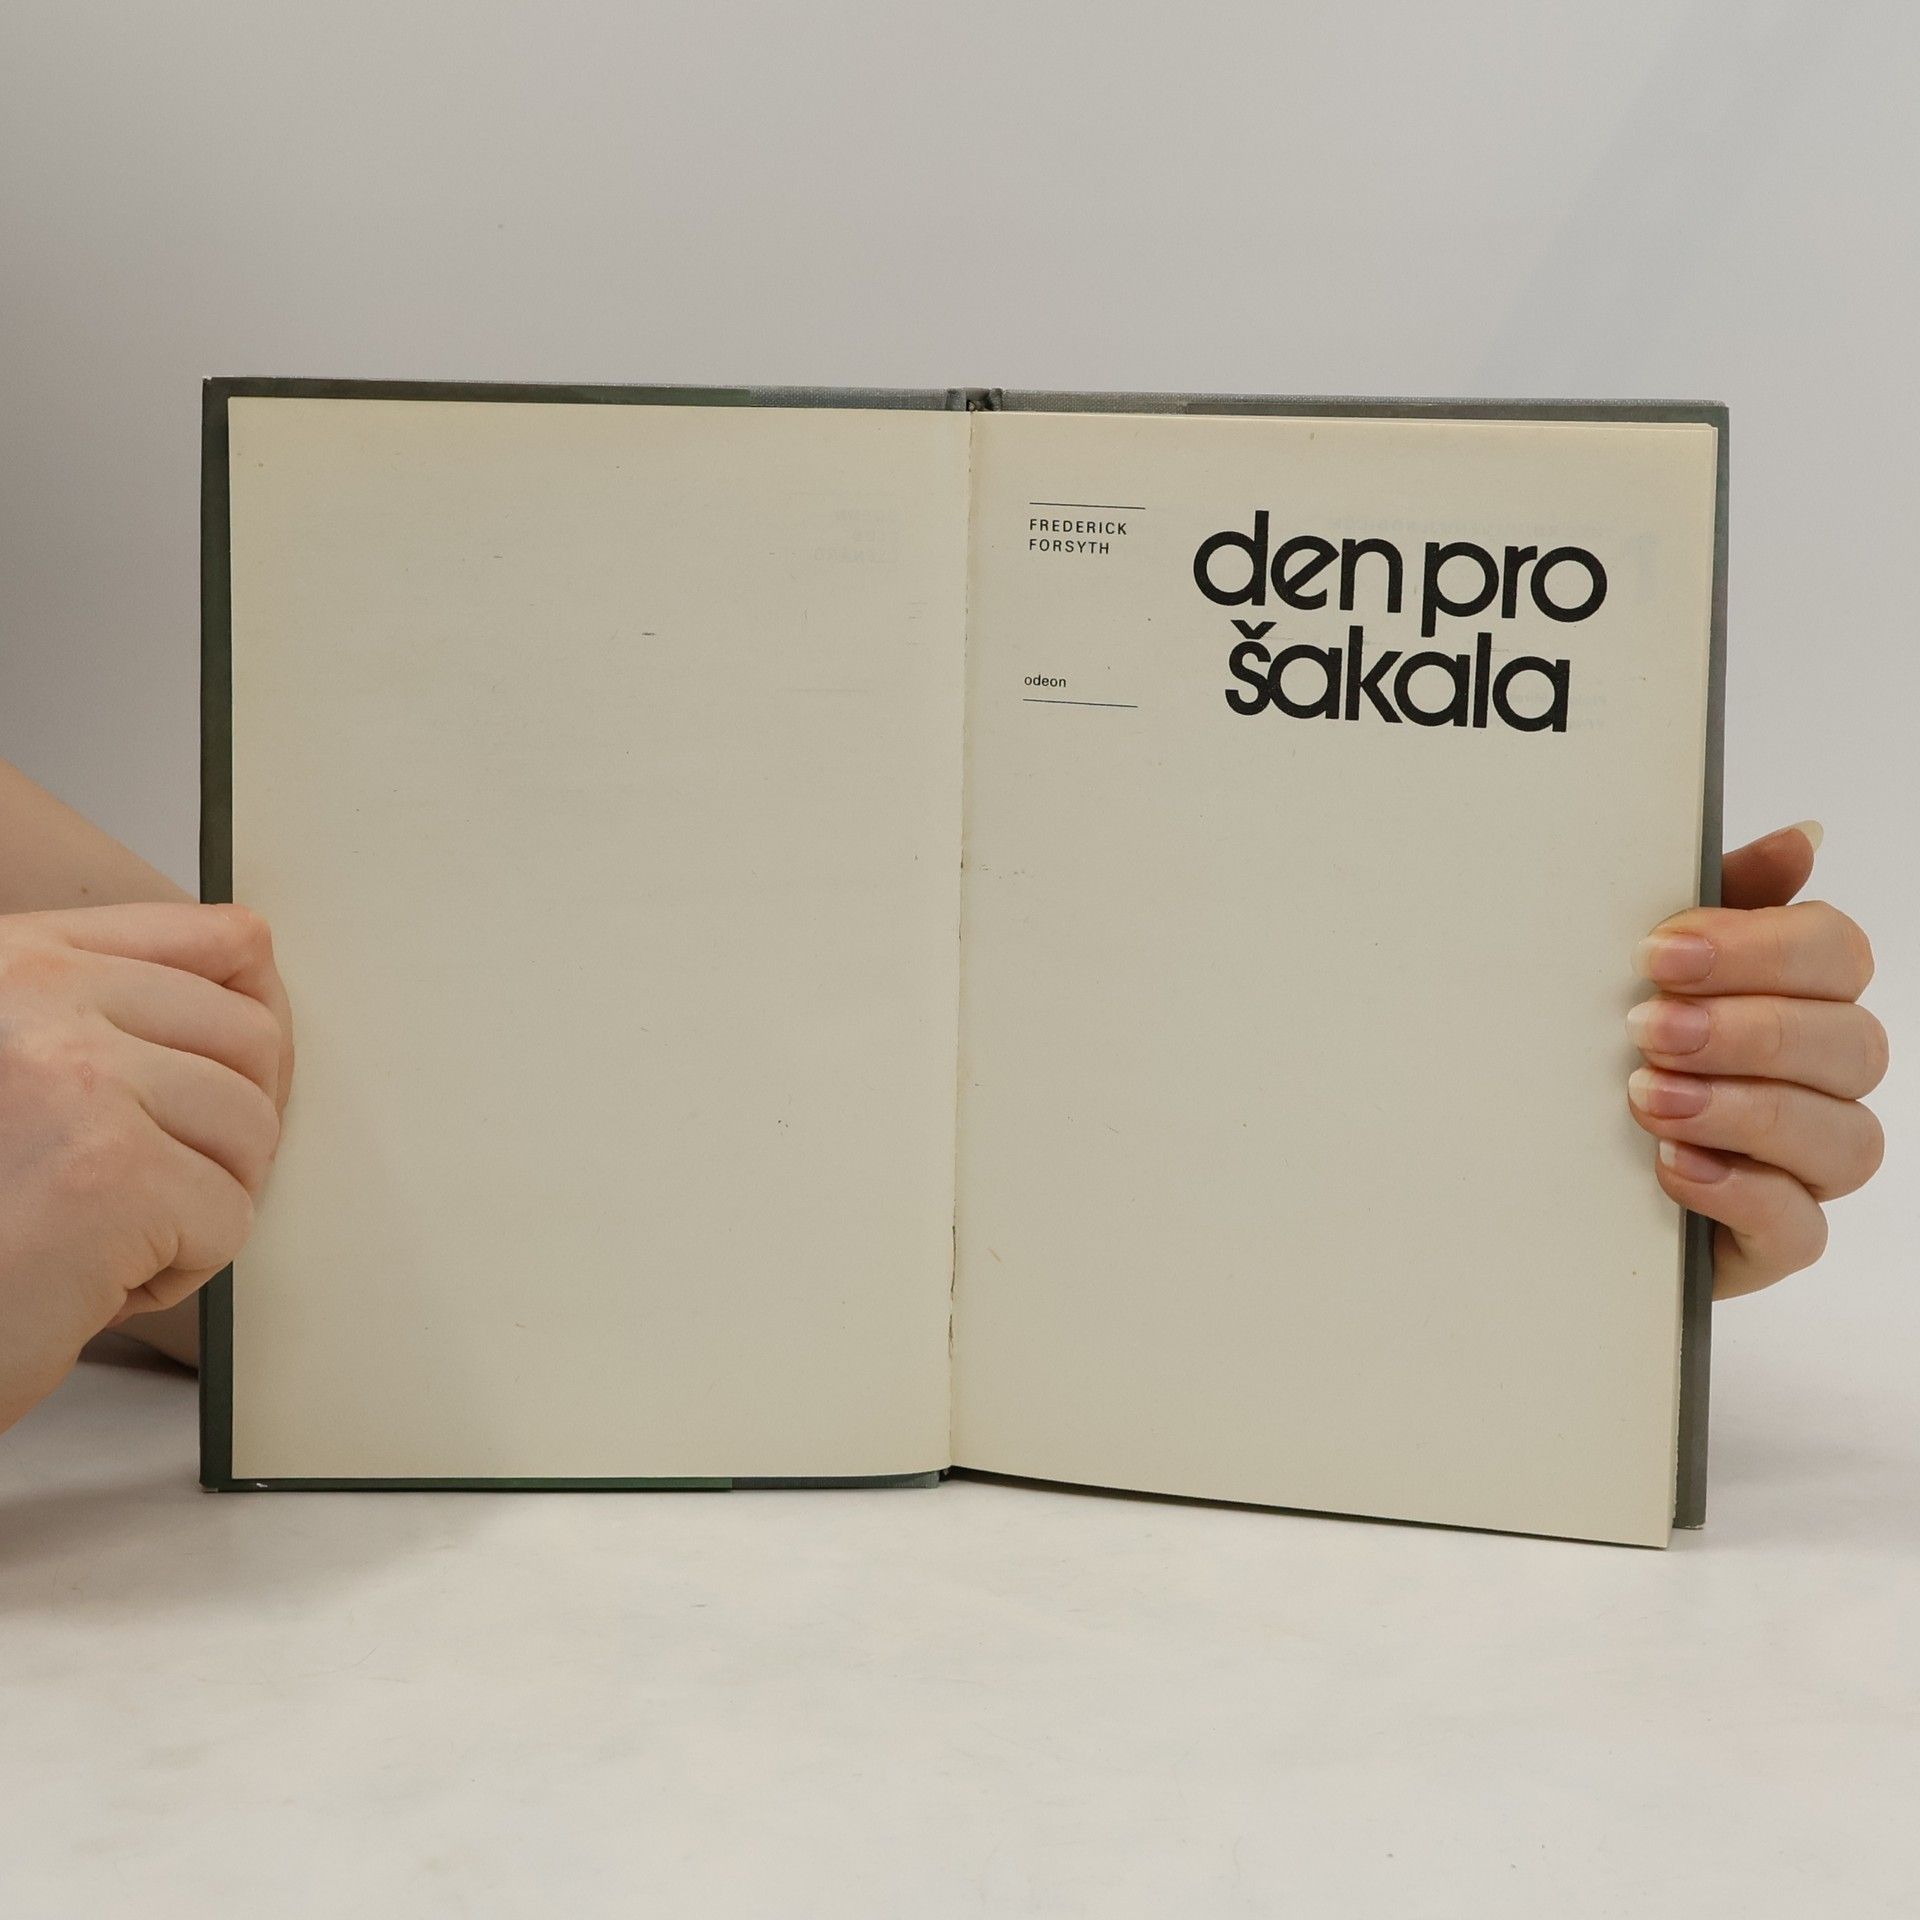 FREDERICK
FORSYTH
den pro
šakala
odeon